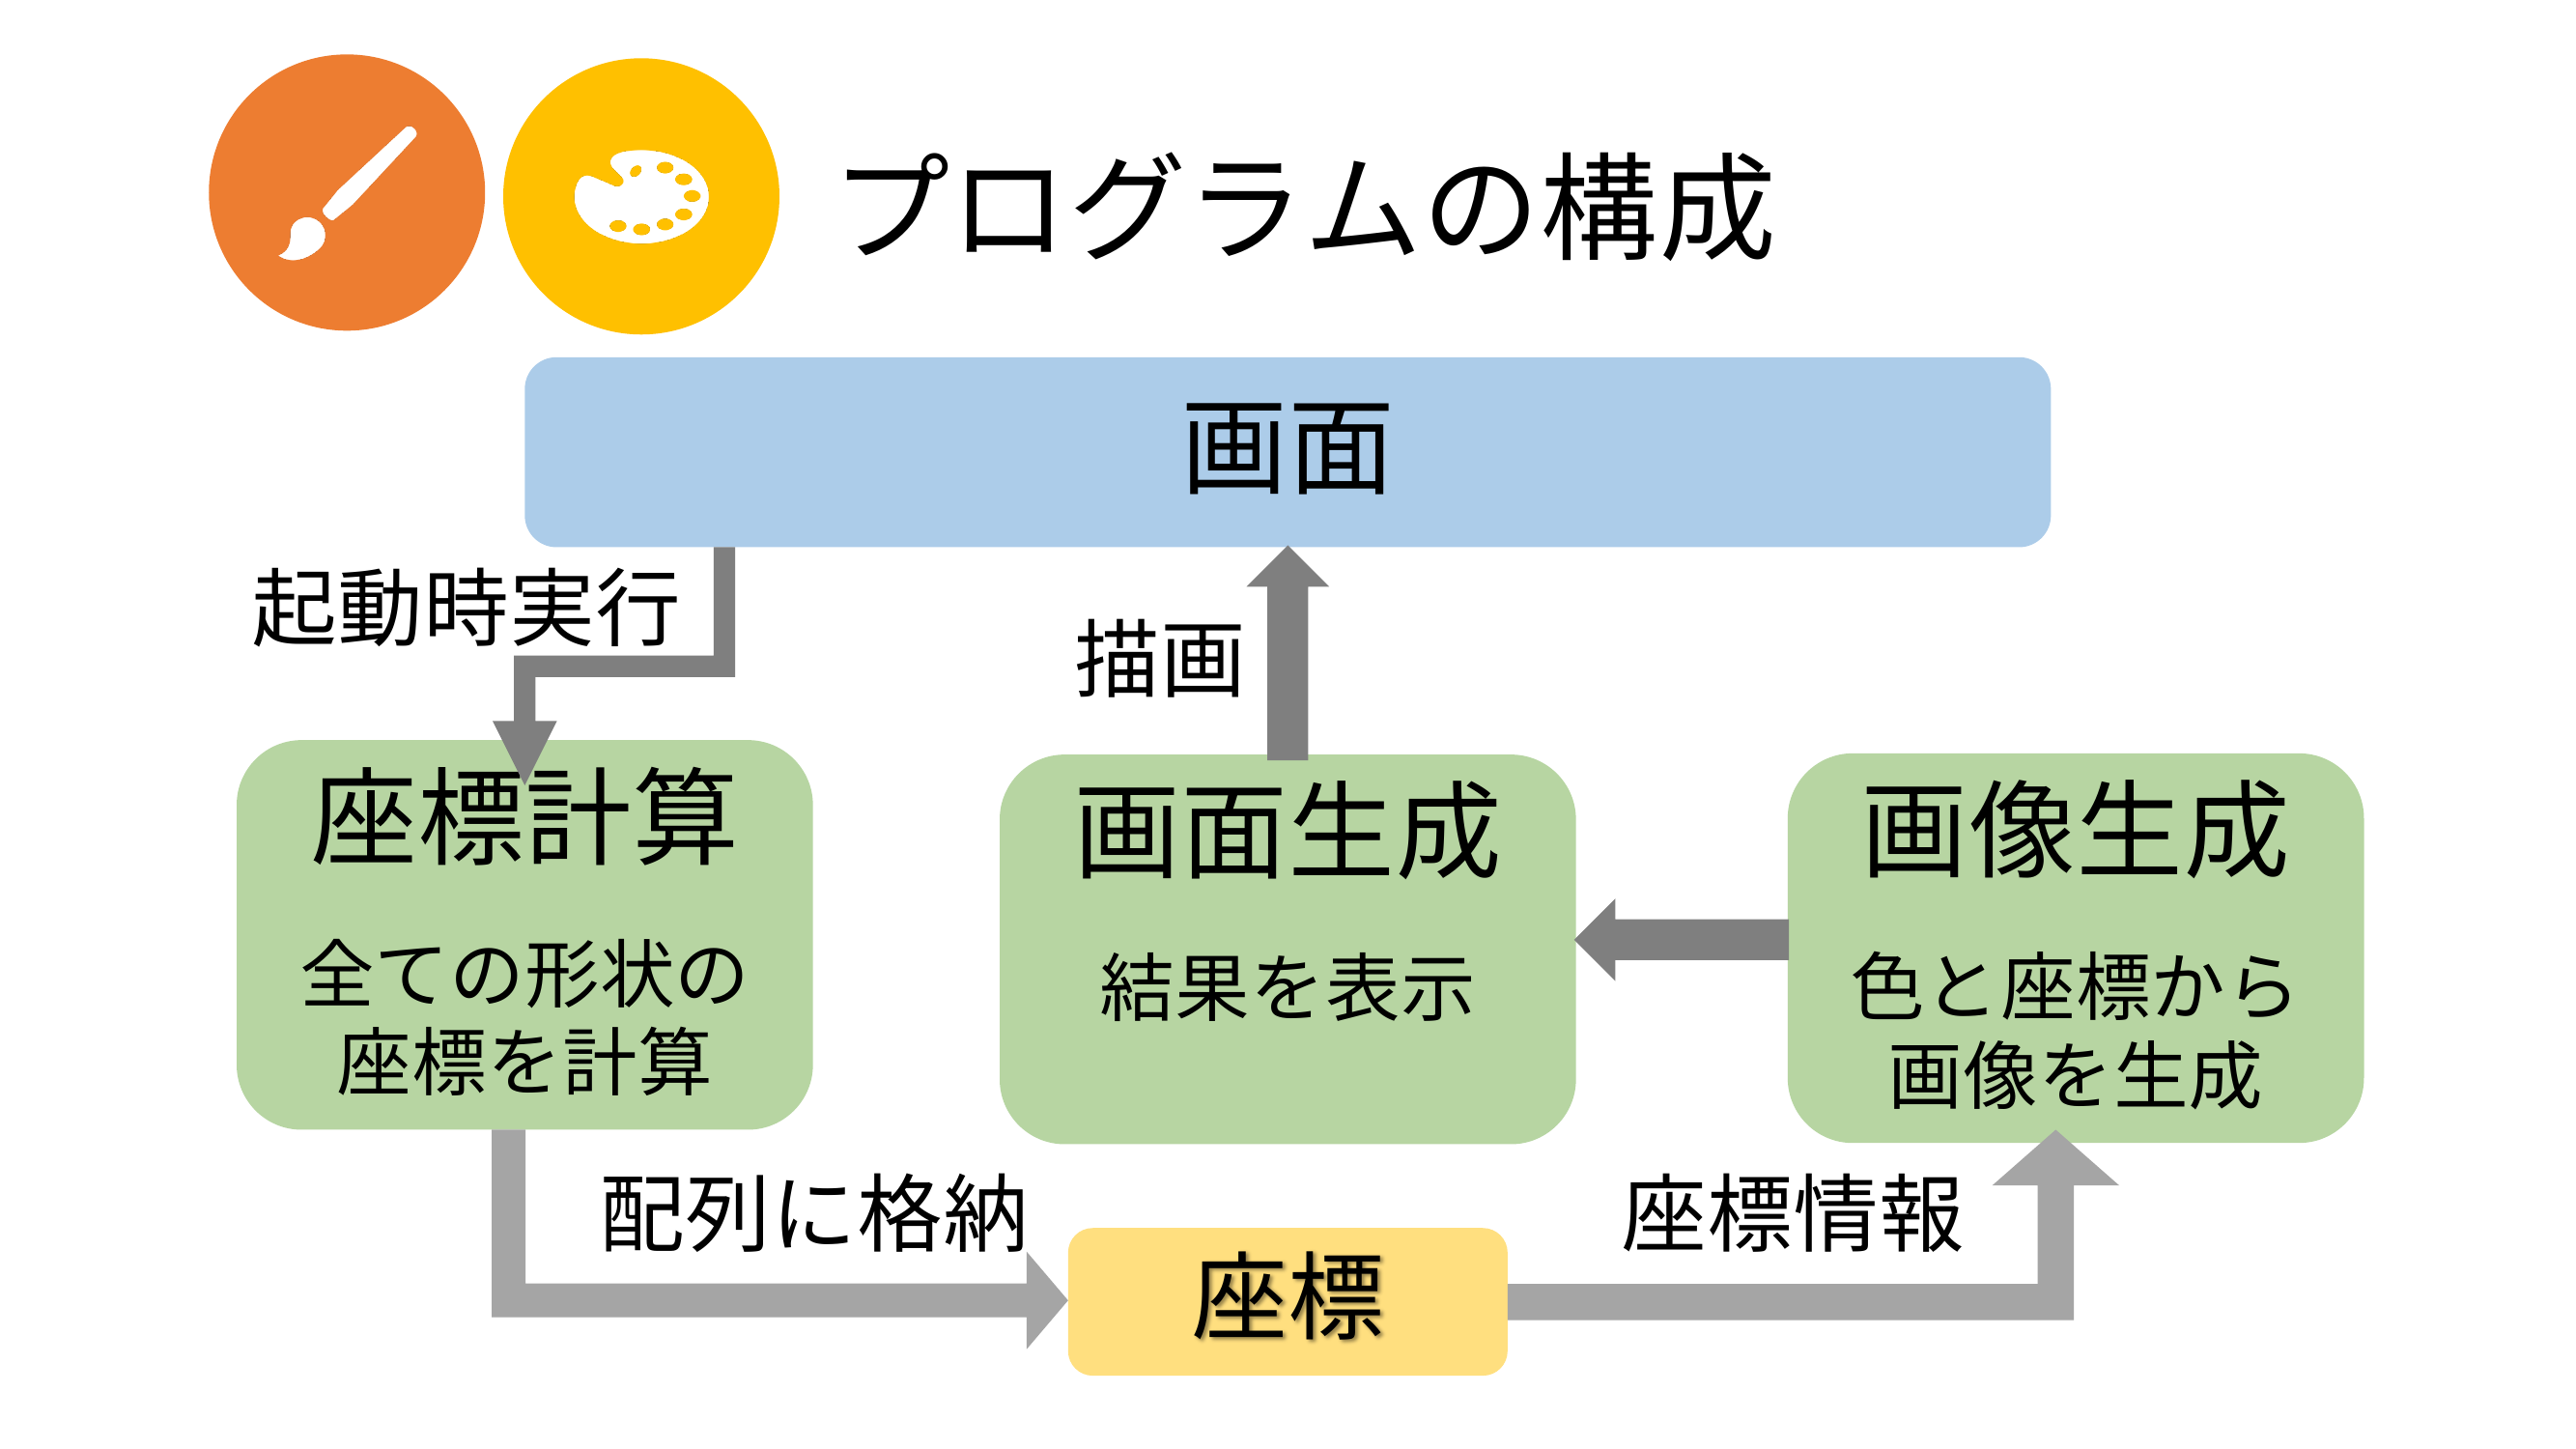 プログラムの構成
画面
起動時実行
描画
座標計算
全ての形状の
座標を計算
画面生成
結果を表示
画像生成
色と座標から
画像を生成
配列に格納
座標
座標情報